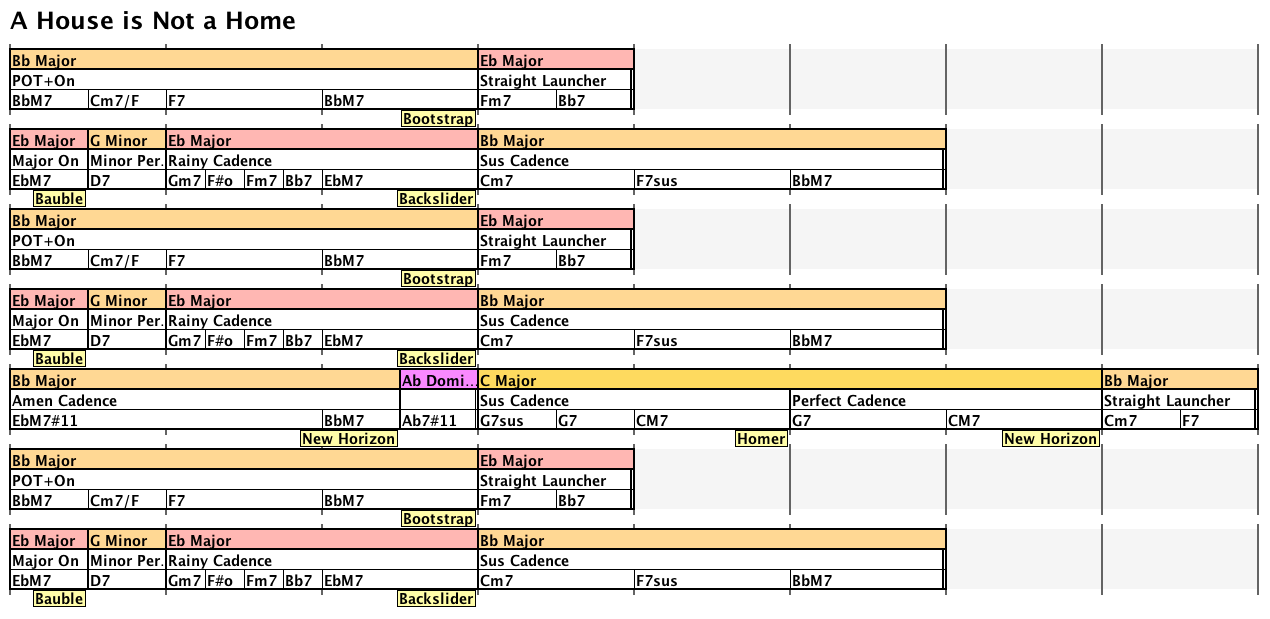 A House is Not a Home
Bb Major Eb Major
POT+On Straight Launcher
BbM7 Cm7/F F7 BbM7 Fm7 Bb7
Bootstrap
Eb Major G Minor Eb Major Bb Major
Major On Minor Per. Rainy Cadence Sus Cadence
EbM7 D7 Gm7 F#o Fm7 Bb7 EbM7 Cm7 F7sus BbM7
Bauble Backslider
Bb Major Eb Major
POT+On Straight Launcher
BbM7 Cm7/F F7 BbM7 Fm7 Bb7
Bootstrap
Eb Major G Minor Eb Major Bb Major
Major On Minor Per. Rainy Cadence Sus Cadence
EbM7 D7 Gm7 F#o Fm7 Bb7 EbM7 Cm7 F7sus BbM7
Bauble Backslider
Bb Major Ab Domi... C Major Bb Major
Amen Cadence Sus Cadence Perfect Cadence Straight Launcher
EbM7#11 BbM7 Ab7#11 G7sus G7 CM7 G7 CM7 Cm7 F7
New Horizon Homer New Horizon
Bb Major Eb Major
POT+On Straight Launcher
BbM7 Cm7/F F7 BbM7 Fm7 Bb7
Bootstrap
Eb Major G Minor Eb Major Bb Major
Major On Minor Per. Rainy Cadence Sus Cadence
EbM7 D7 Gm7 F#o Fm7 Bb7 EbM7 Cm7 F7sus BbM7
Bauble Backslider